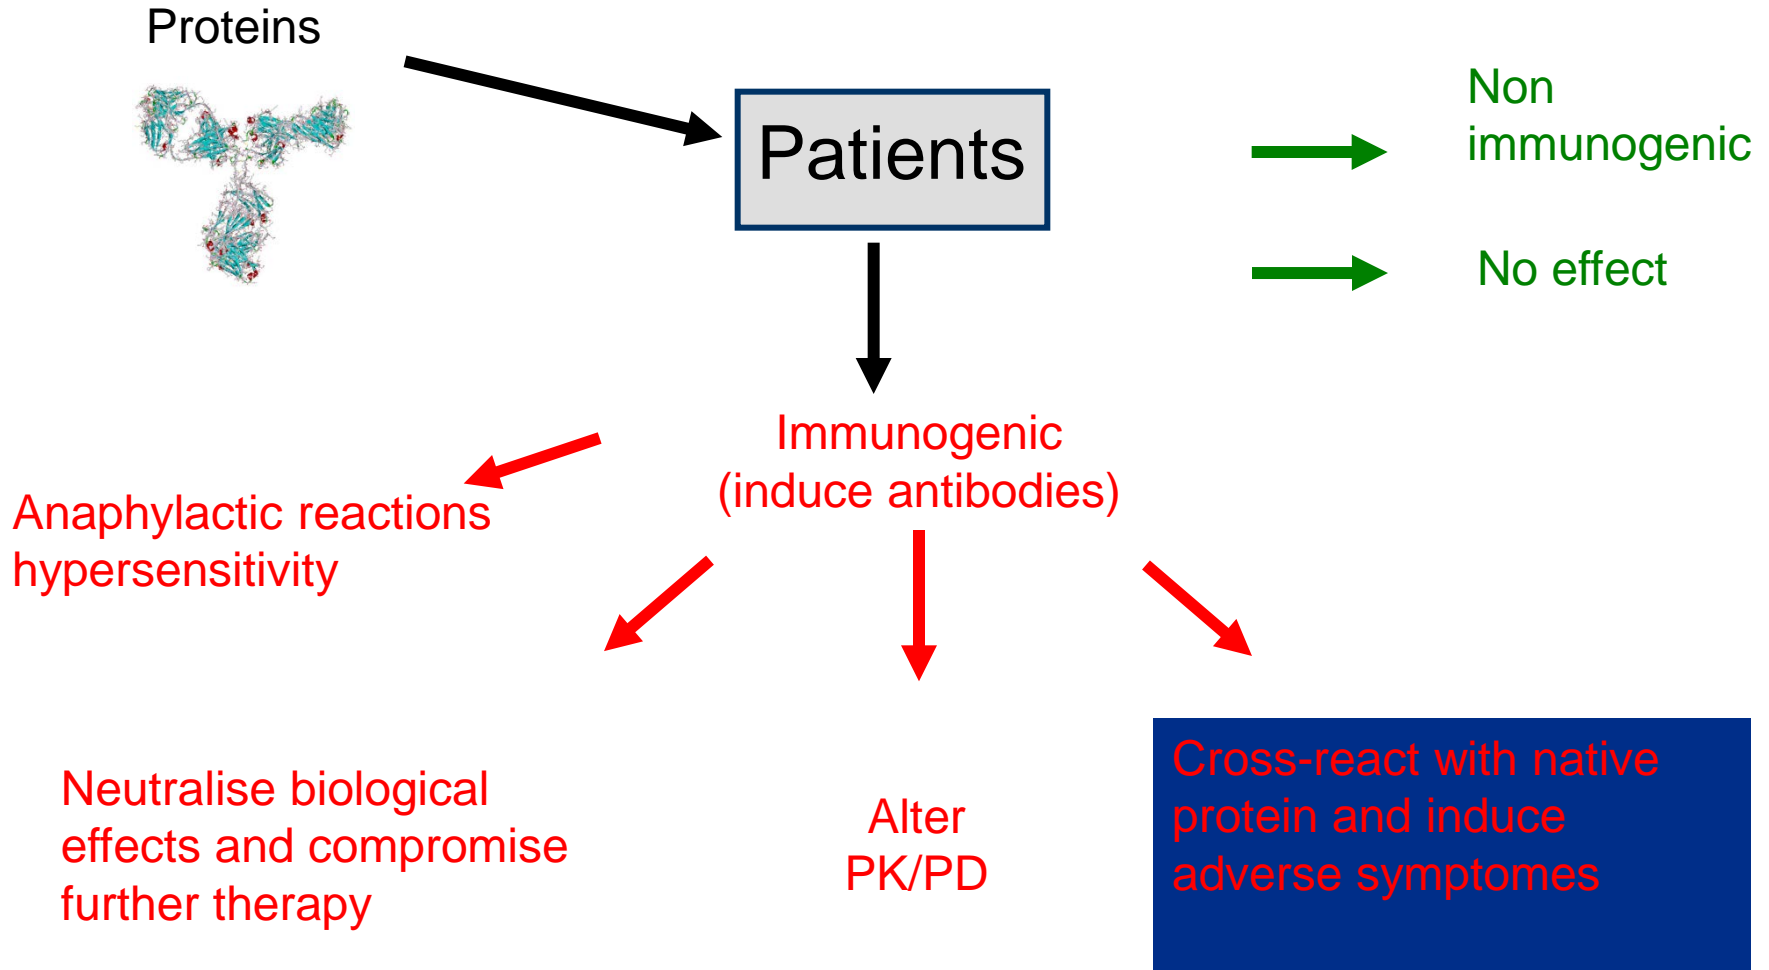 Proteins
Patients
Non
immunogenic
No effect
Immunogenic
(induce antibodies)
Anaphylactic reactions
hypersensitivity
Neutralise biological
effects and compromise
further therapy
Alter
PK/PD
Cross-react with native
protein and induce
adverse symptomes